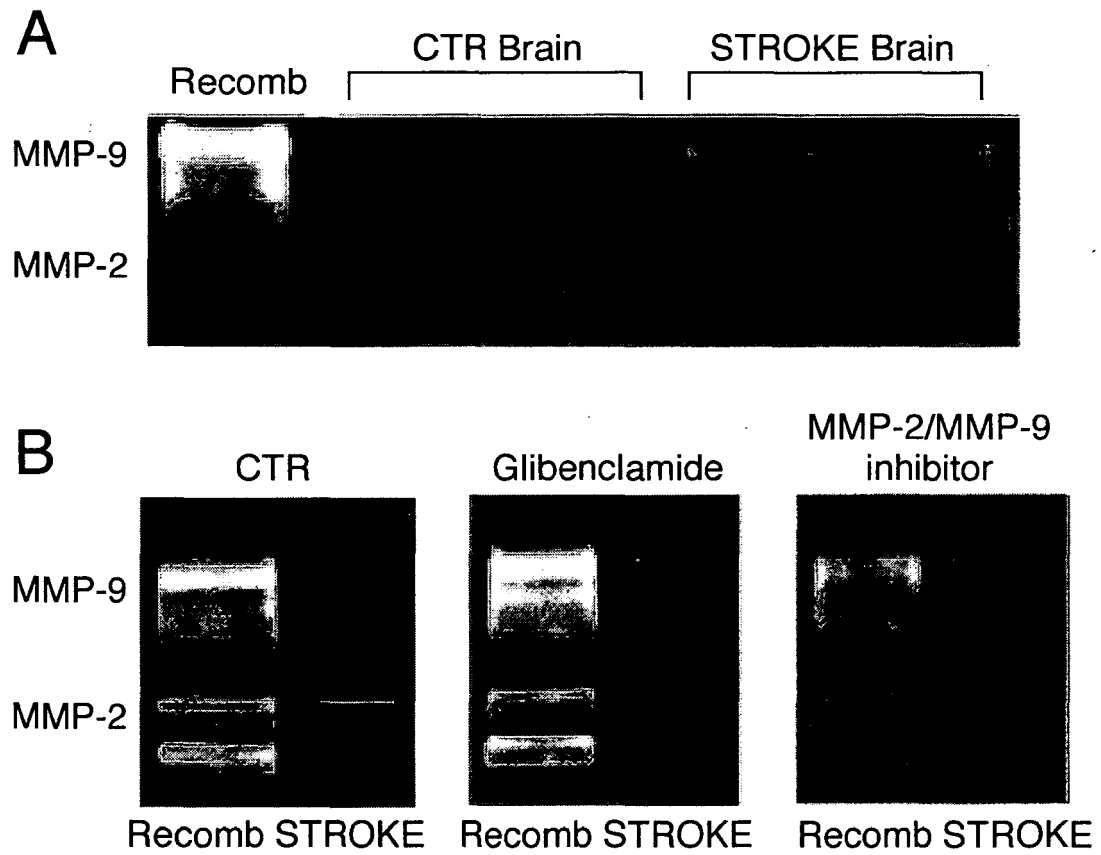 A
CTR Brain
STROKE Brain
Recomb
MMP-9
MMP-2
B
CTR
Glibenclamide
MMP-2/MMP-9
inhibitor
MMP-9
MMP-2
Recomb STROKE
Recomb STROKE
Recomb STROKE